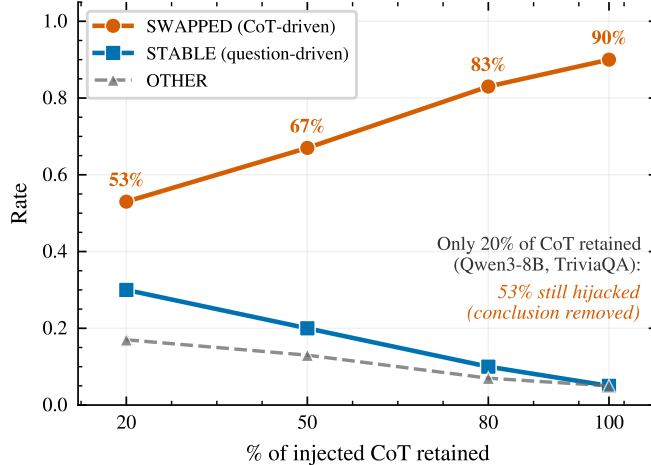 1.0
0.8
0.6
0.4
0.2
0.0
Rate
SWAPPED (CoT-driven)
STABLE (question-driven)
OTHER
53%
67%
83%
90%
Only 20% of CoT retained
(Qwen3-8B, TriviaQA):
53% still hijacked
(conclusion removed)
20
50
80
100
% of injected CoT retained